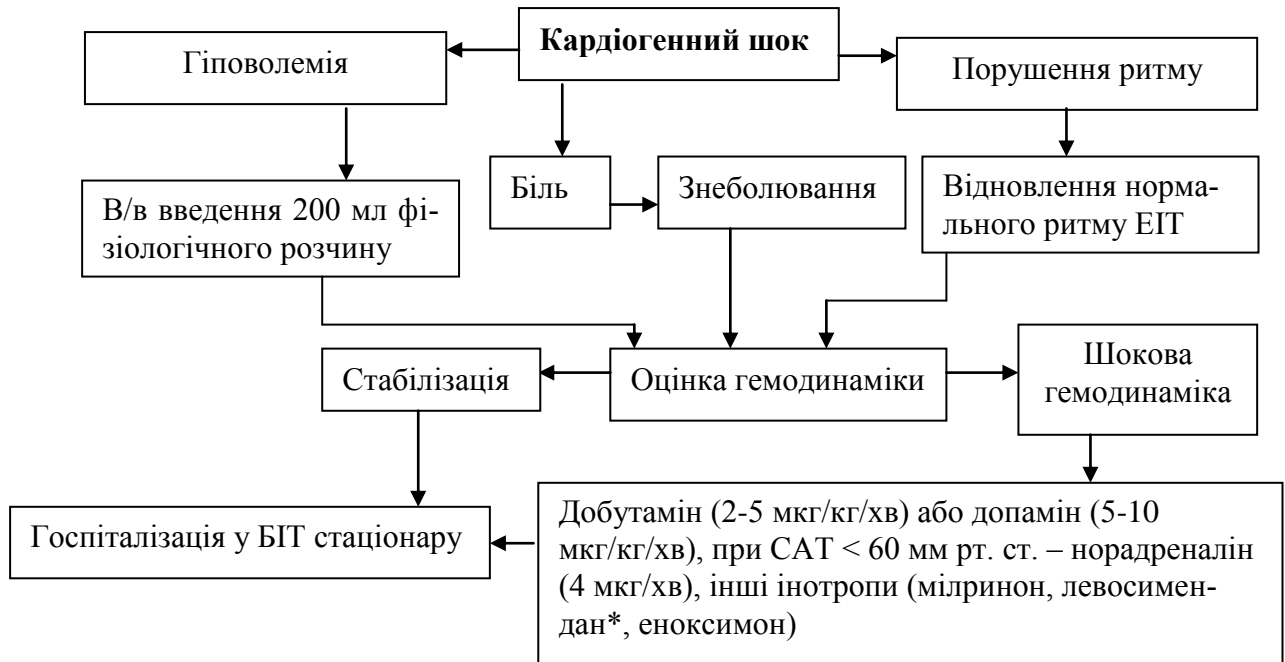 Кардіогенний шок
Гіповолемія
Порушення ритму
В/в введення 200 мл фі-
зіологічного розчину
Біль
Знеболювання
Відновлення нормa-
льного ритму ЕІТ
Стабілізація
Оцінка гемодинаміки
Шокова
гемодинаміка
Госпіталізація у БІТ стаціонару
Добутамін (2-5 мкг/кг/хв) або допамін (5-10
мкг/кг/хв), при САТ < 60 мм рт. ст. – норадреналін
(4 мкг/хв), інші інотропи (мілринон, левосимен-
дан*, еноксимон)